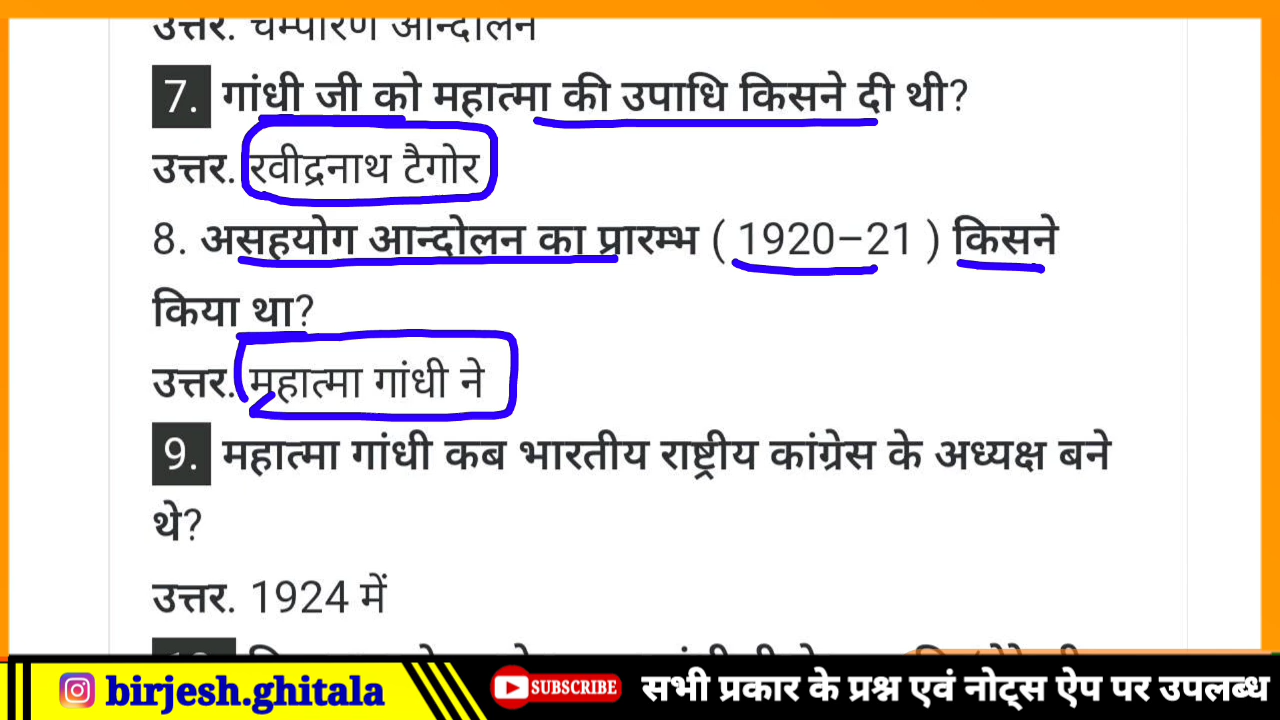 उत्तर. चम्पारण आन्दोलन
7. गांधी जी को महात्मा की उपाधि किसने दी थी?
उत्तर. रवीद्रनाथ टैगोर
8. असहयोग आन्दोलन का प्रारम्भ ( 1920–21 ) किसने
किया था?
उत्तर. महात्मा गांधी ने
9. महात्मा गांधी कब भारतीय राष्ट्रीय कांग्रेस के अध्यक्ष बने
थे?
उत्तर. 1924 में
birjesh.ghitala SUBSCRIBE सभी प्रकार के प्रश्न एवं नोट्स ऐप पर उपलब्ध